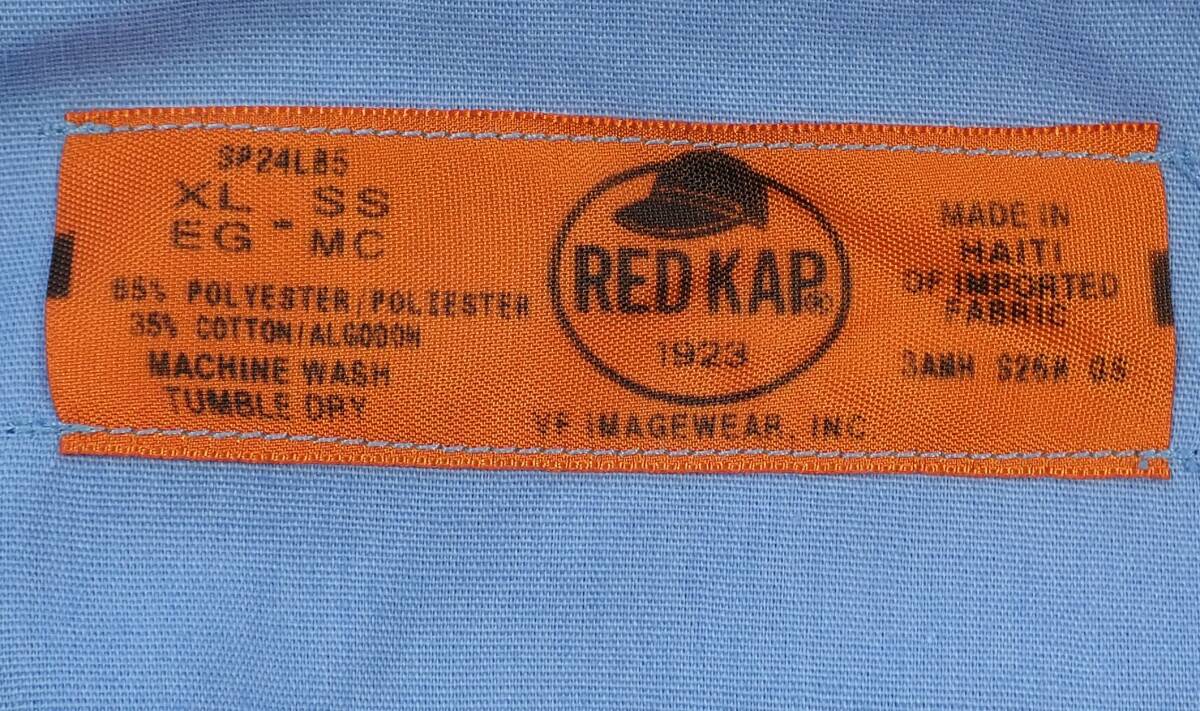 SP24LB5
XL - SS
EG - MC
65% POLYESTER/POLIESTER
35% COTTON/ALGODON
MACHINE WASH
TUMBLE DRY
RED KAP®
1923
VF IMAGEWEAR, INC
MADE IN
HAITI
OF IMPORTED
FABRIC